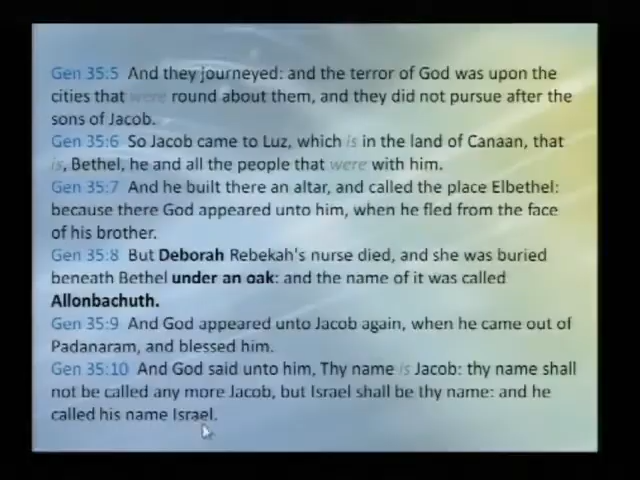 Gen 35:5 And they journeyed: and the terror of God was upon the
cities that were round about them, and they did not pursue after the
sons of Jacob.
Gen 35:6 So Jacob came to Luz, which is in the land of Canaan, that
is, Bethel, he and all the people that were with him.
Gen 35:7 And he built there an altar, and called the place Elbethel:
because there God appeared unto him, when he fled from the face
of his brother.
Gen 35:8 But Deborah Rebekah's nurse died, and she was buried
beneath Bethel under an oak: and the name of it was called
Allonbachuth.
Gen 35:9 And God appeared unto Jacob again, when he came out of
Padanaram, and blessed him.
Gen 35:10 And God said unto him, Thy name is Jacob: thy name shall
not be called any more Jacob, but Israel shall be thy name: and he
called his name Israel.